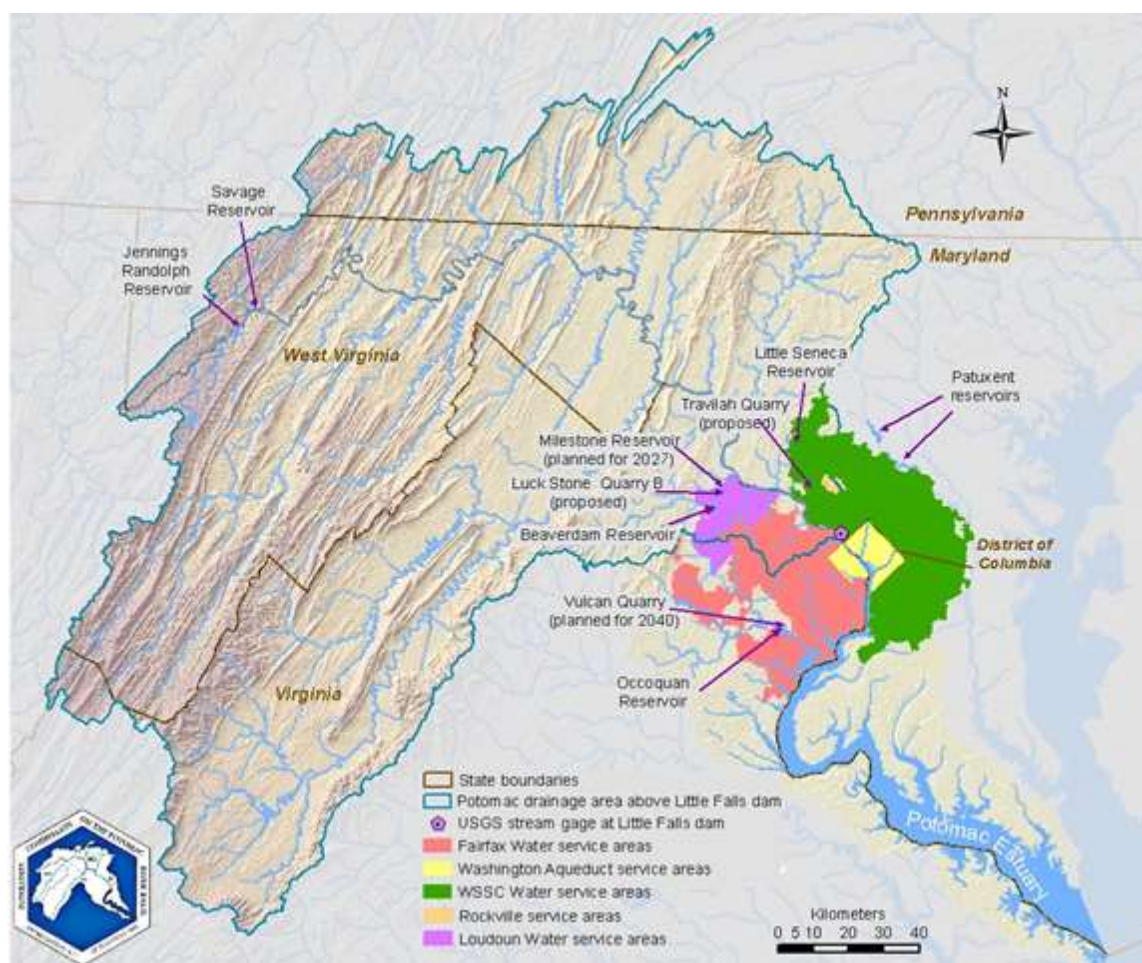 N
Savage
Reservoir
Pennsylvania
Maryland
Jennings
Randolph
Reservoir
West Virginia
Little Seneca
Reservoir
Patuxent
reservoirs
Travilah Quarry
(proposed)
Milestone Reservoir
(planned for 2027)
Luck Stone Quarry B
(proposed)
Beaverdam Reservoir
District of
Columbia
Vulcan Quarry
(planned for 2040)
Occoquan
Reservoir
Virginia
State boundaries
Potomac drainage area above Little Falls dam
USGS stream gage at Little Falls dam
Fairfax Water service areas
Washington Aqueduct service areas
WSSC Water service areas
Rockville service areas
Loudoun Water service areas
Potomac Estuary
Kilometers
0 5 10 20 30 40